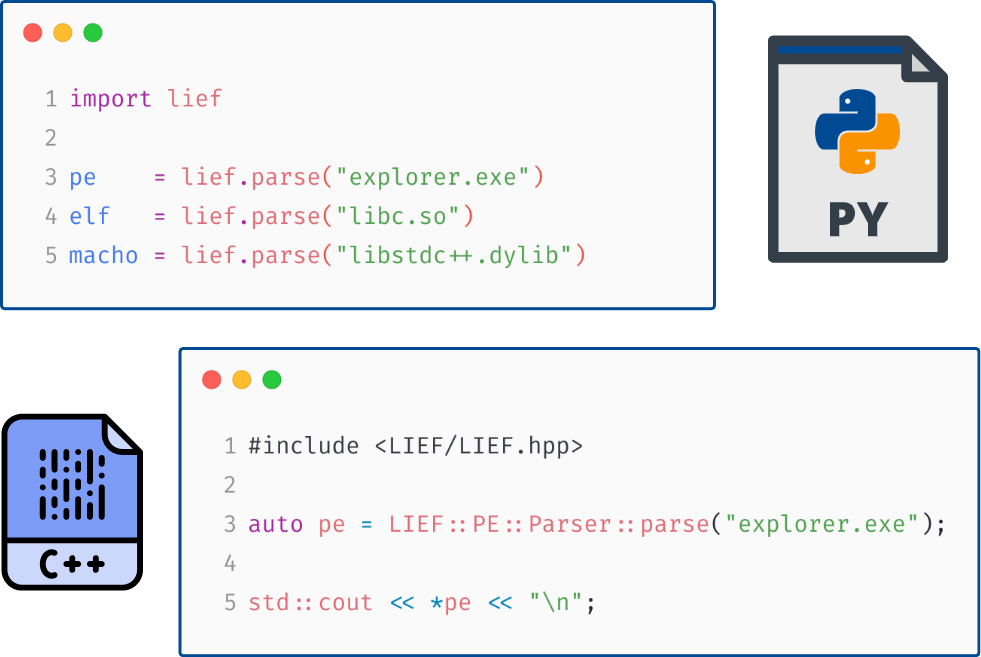 1 import lief
2
3 pe    = lief.parse("explorer.exe")
4 elf   = lief.parse("libc.so")
5 macho = lief.parse("libstdc++.dylib")
PY
1 #include <LIEF/LIEF.hpp>
2
3 auto pe = LIEF::PE::Parser::parse("explorer.exe");
4
5 std::cout << *pe << "\n";
C++